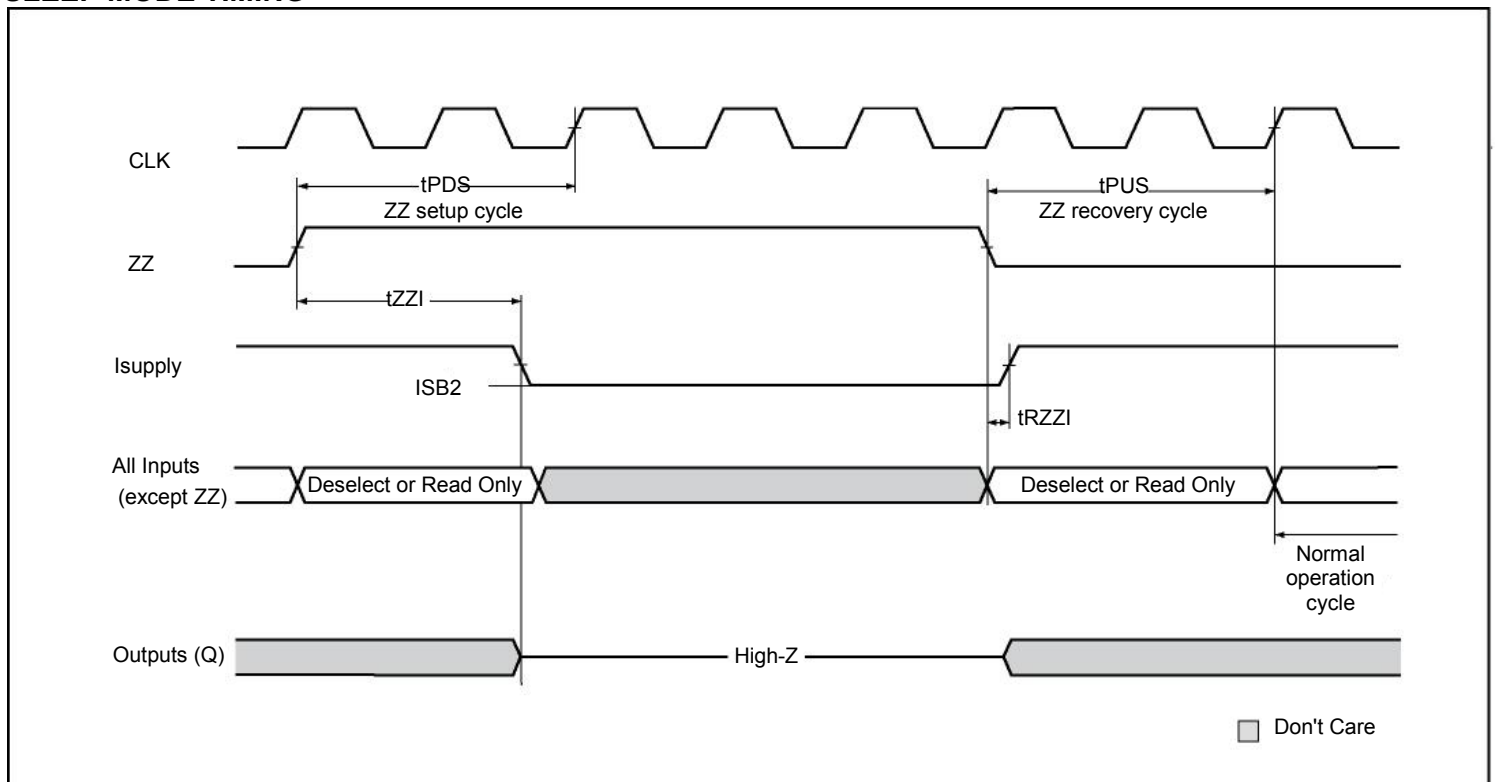 CLK
tPDS
ZZ setup cycle
tPUS
ZZ recovery cycle
ZZ
tZZI
Isupply
ISB2
tRZZI
All Inputs
(except ZZ)
Deselect or Read Only
Deselect or Read Only
Normal
operation
cycle
Outputs (Q)
High-Z
Don't Care